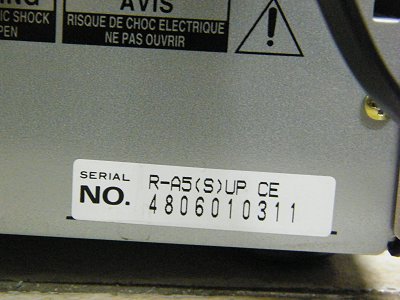 AVIS
IC SHOCK
PEN
RISQUE DE CHOC ELECTRIQUE
NE PAS OUVRIR
SERIAL
NO.
R-A5(S)UP CE
4806010311